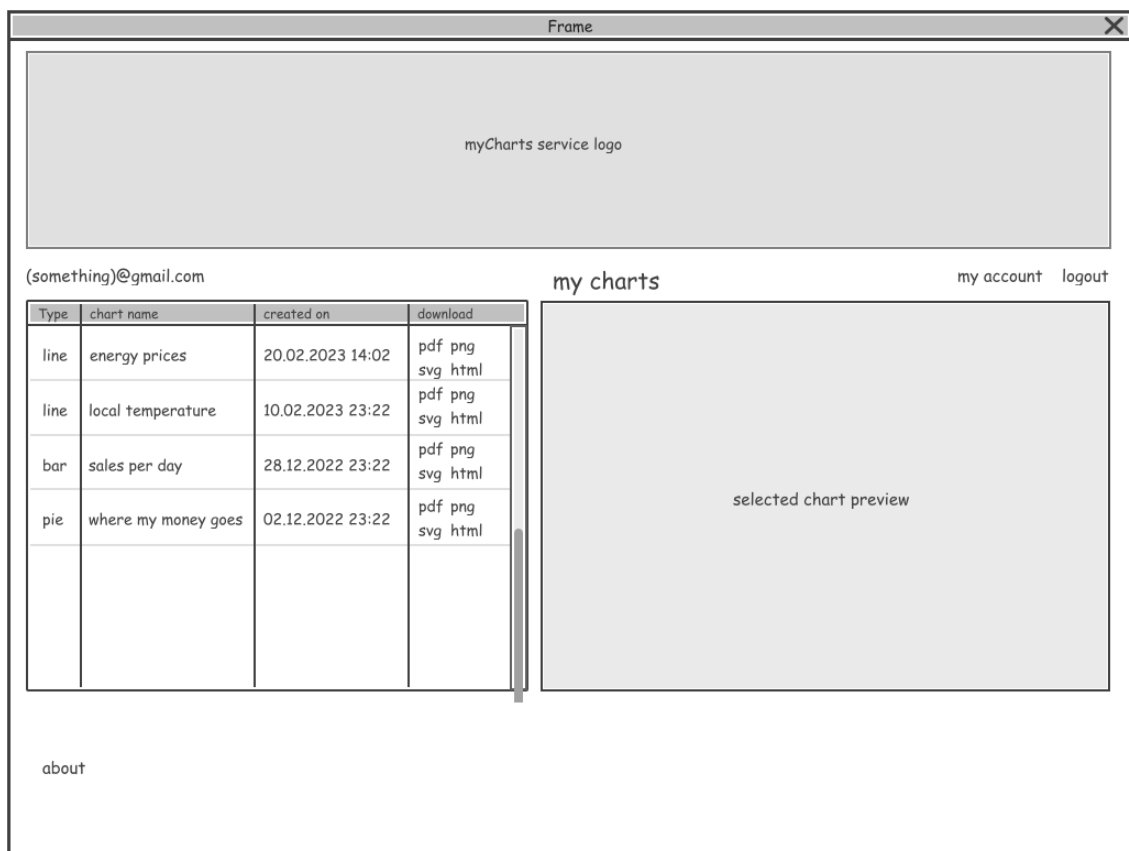 Frame
myCharts service logo
(something)@gmail.com
my charts
my account logout
Type chart name created on download
line energy prices 20.02.2023 14:02 pdf png
svg html
line local temperature 10.02.2023 23:22 pdf png
svg html
bar sales per day 28.12.2022 23:22 pdf png
svg html
pie where my money goes 02.12.2022 23:22 pdf png
svg html
selected chart preview
about